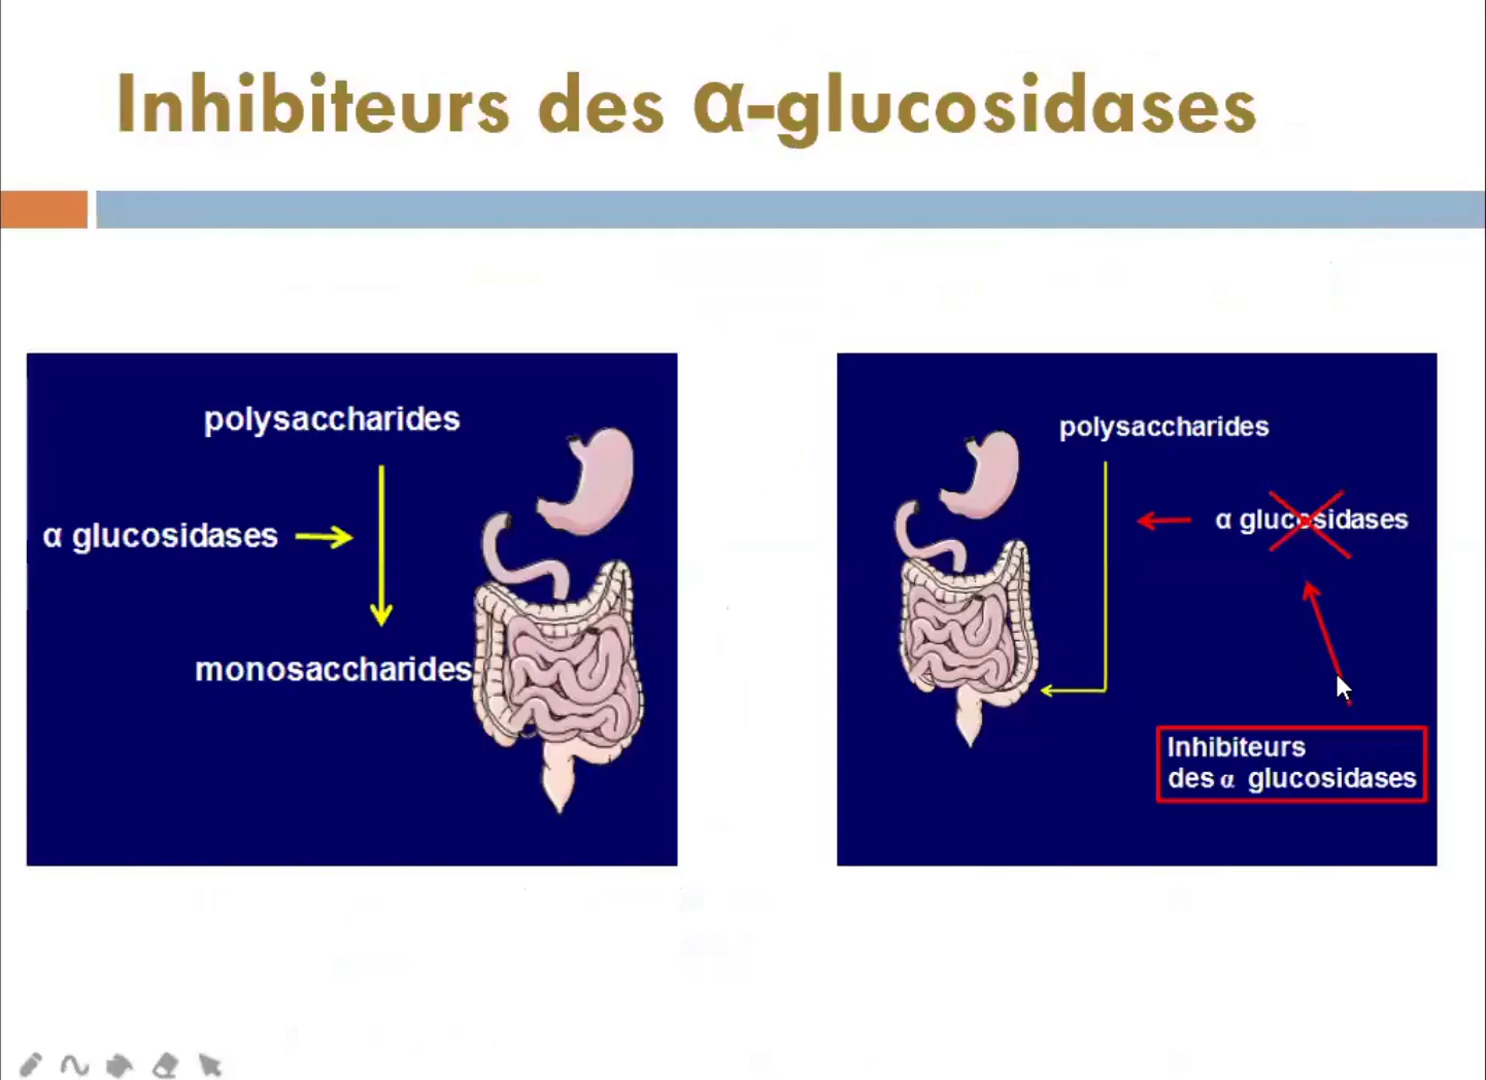 Inhibiteurs des α-glucosidases
polysaccharides
α glucosidases
monosaccharides
polysaccharides
α glucosidases
Inhibiteurs
des α glucosidases